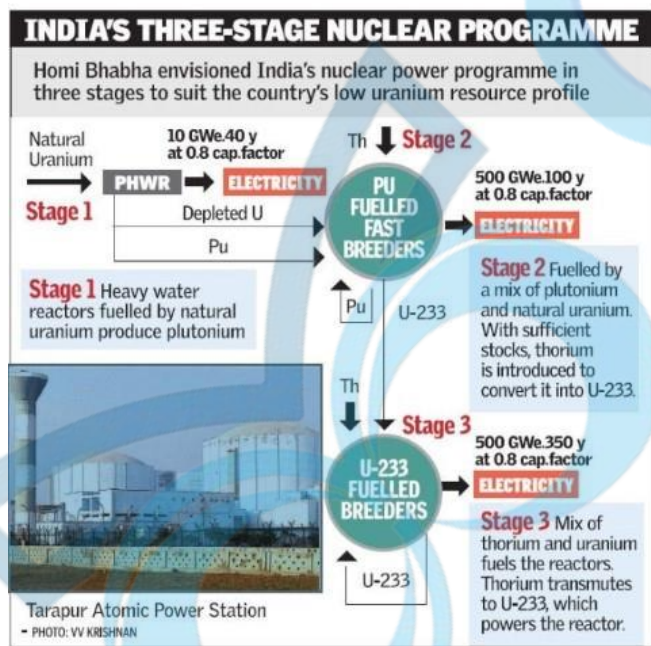 INDIA'S THREE-STAGE NUCLEAR PROGRAMME
Homi Bhabha envisioned India's nuclear power programme in
three stages to suit the country's low uranium resource profile
Natural
Uranium
Stage 1
PHWR
10 GWe.40 y
at 0.8 cap.factor
ELECTRICITY
Depleted U
Pu
Th
Stage 2
PU
FUELLED
FAST
BREEDERS
500 GWe.100 y
at 0.8 cap.factor
ELECTRICITY
Stage 1 Heavy water
reactors fuelled by natural
uranium produce plutonium
Pu
U-233
Stage 2 Fuelled by
a mix of plutonium
and natural uranium.
With sufficient
stocks, thorium
is introduced to
convert it into U-233.
Th
Stage 3
U-233
FUELLED
BREEDERS
500 GWe.350 y
at 0.8 cap.factor
ELECTRICITY
U-233
Stage 3 Mix of
thorium and uranium
fuels the reactors.
Thorium transmutes
to U-233, which
powers the reactor.
Tarapur Atomic Power Station
- PHOTO: VV KRISHNAN